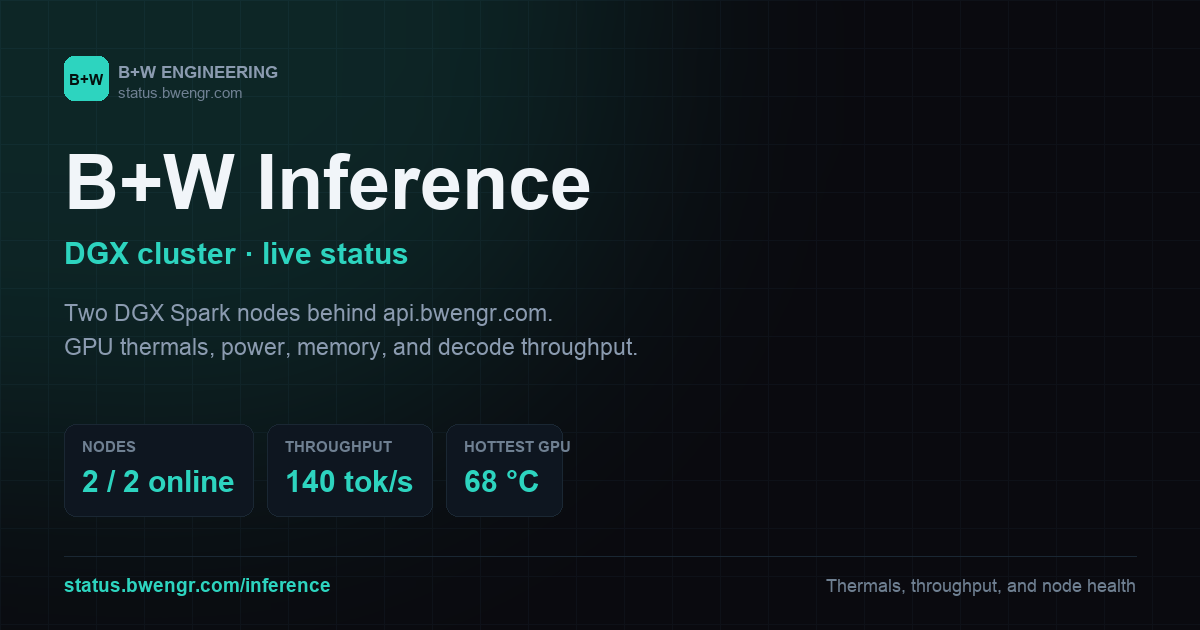 B+W
B+W ENGINEERING
status.bwengr.com
B+W Inference
DGX cluster · live status
Two DGX Spark nodes behind api.bwengr.com.
GPU thermals, power, memory, and decode throughput.
NODES
2 / 2 online
THROUGHPUT
140 tok/s
HOTTEST GPU
68 °C
status.bwengr.com/inference
Thermals, throughput, and node health